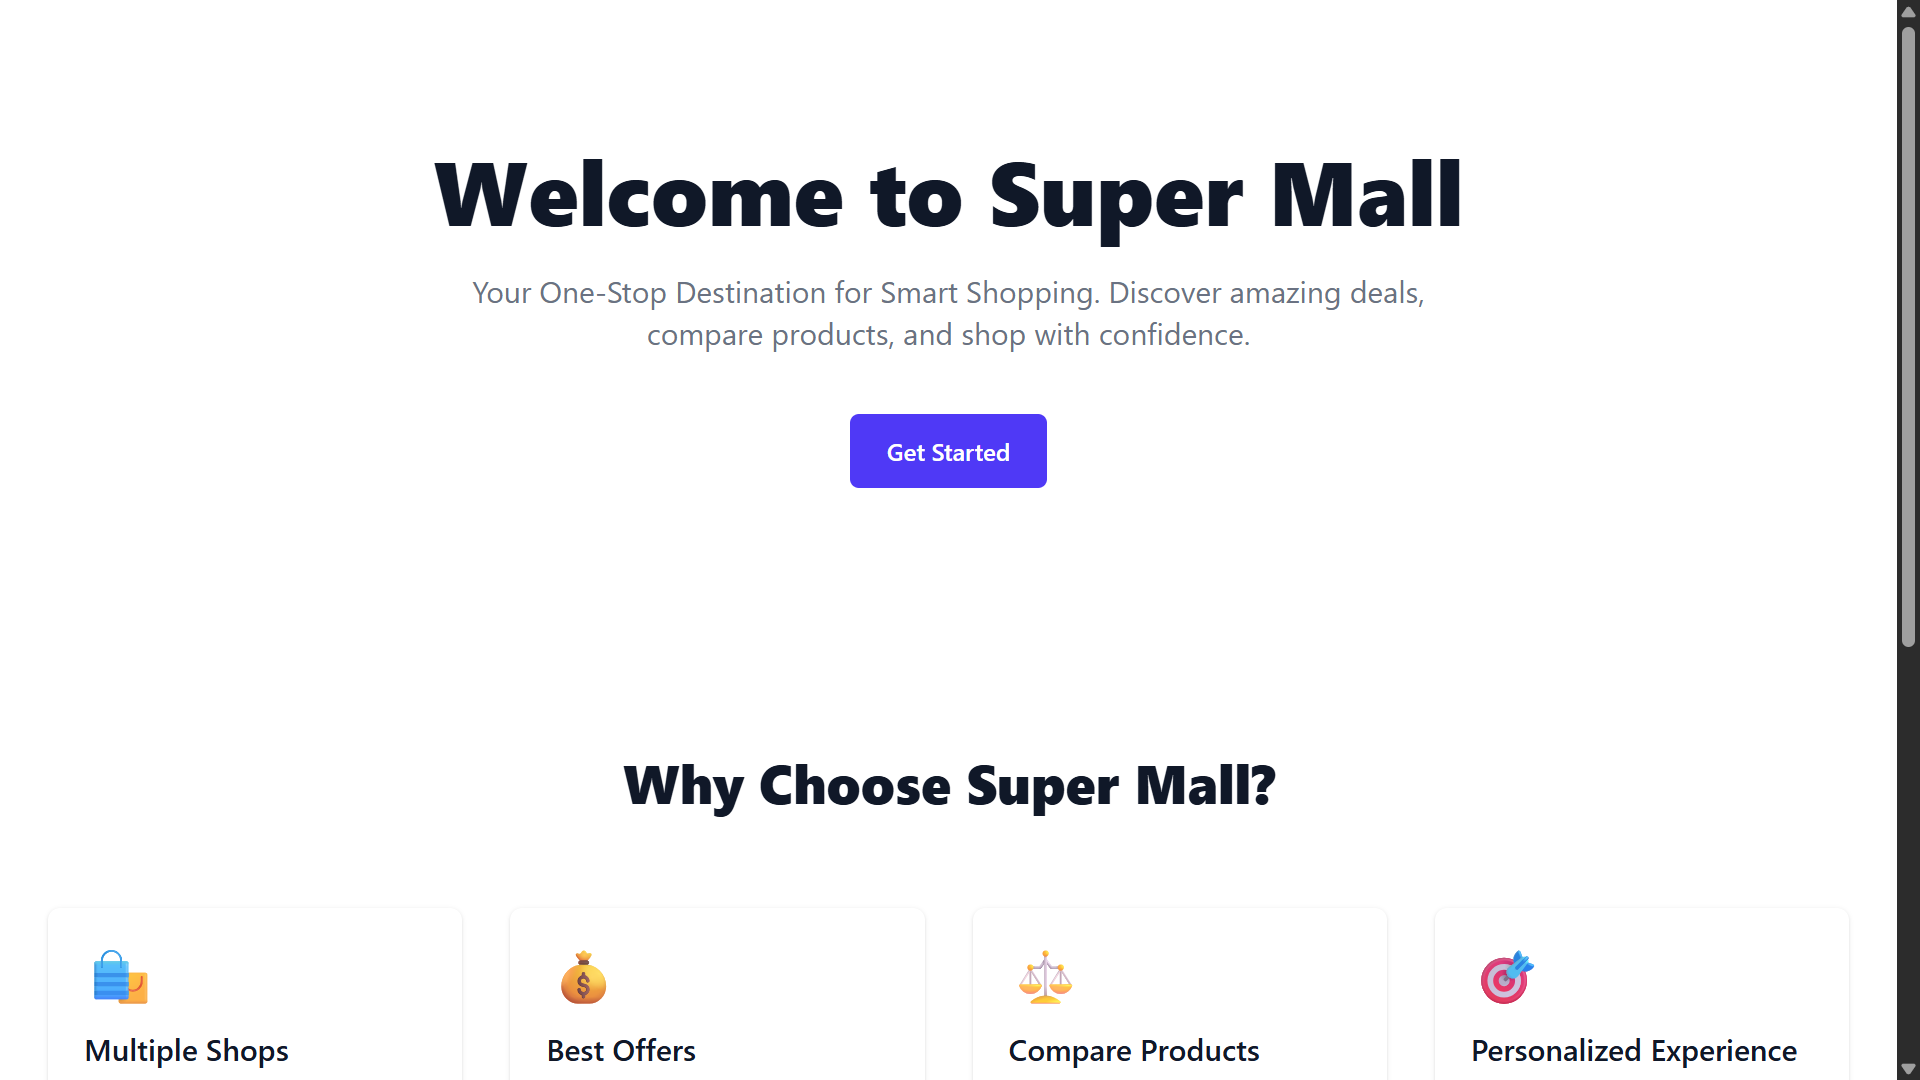 Welcome to Super Mall
Your One-Stop Destination for Smart Shopping. Discover amazing deals,
compare products, and shop with confidence.
Get Started
Why Choose Super Mall?
Multiple Shops
Best Offers
Compare Products
Personalized Experience